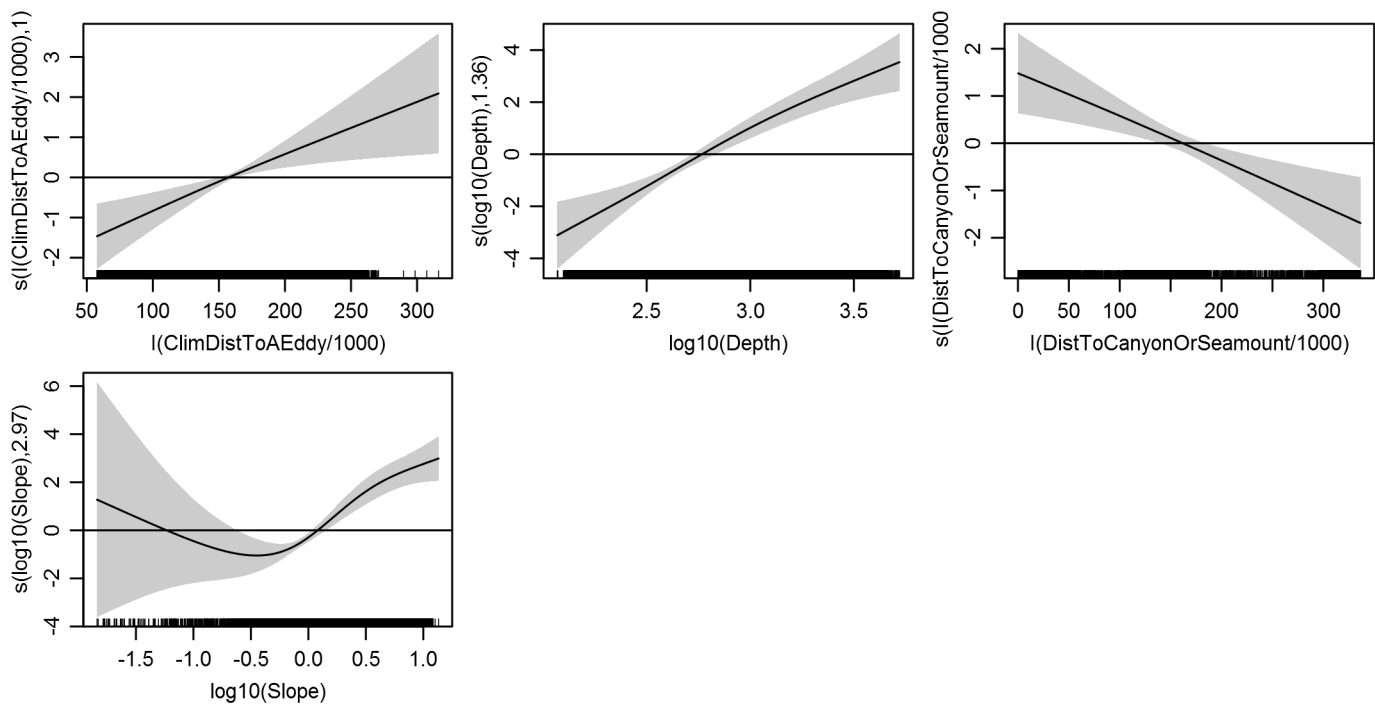 s(I(ClimDistToAEddy/1000),1)
3
2
1
0
-1
-2
50 100 150 200 250 300
I(ClimDistToAEddy/1000)
s(log10(Depth),1.36)
4
2
0
-2
-4
2.5 3.0 3.5
log10(Depth)
s(I(DistToCanyonOrSeamount/1000
2
1
0
-1
-2
0 50 100 200 300
I(DistToCanyonOrSeamount/1000)
s(log10(Slope),2.97)
6
4
2
0
-2
-4
-1.5 -1.0 -0.5 0.0 0.5 1.0
log10(Slope)